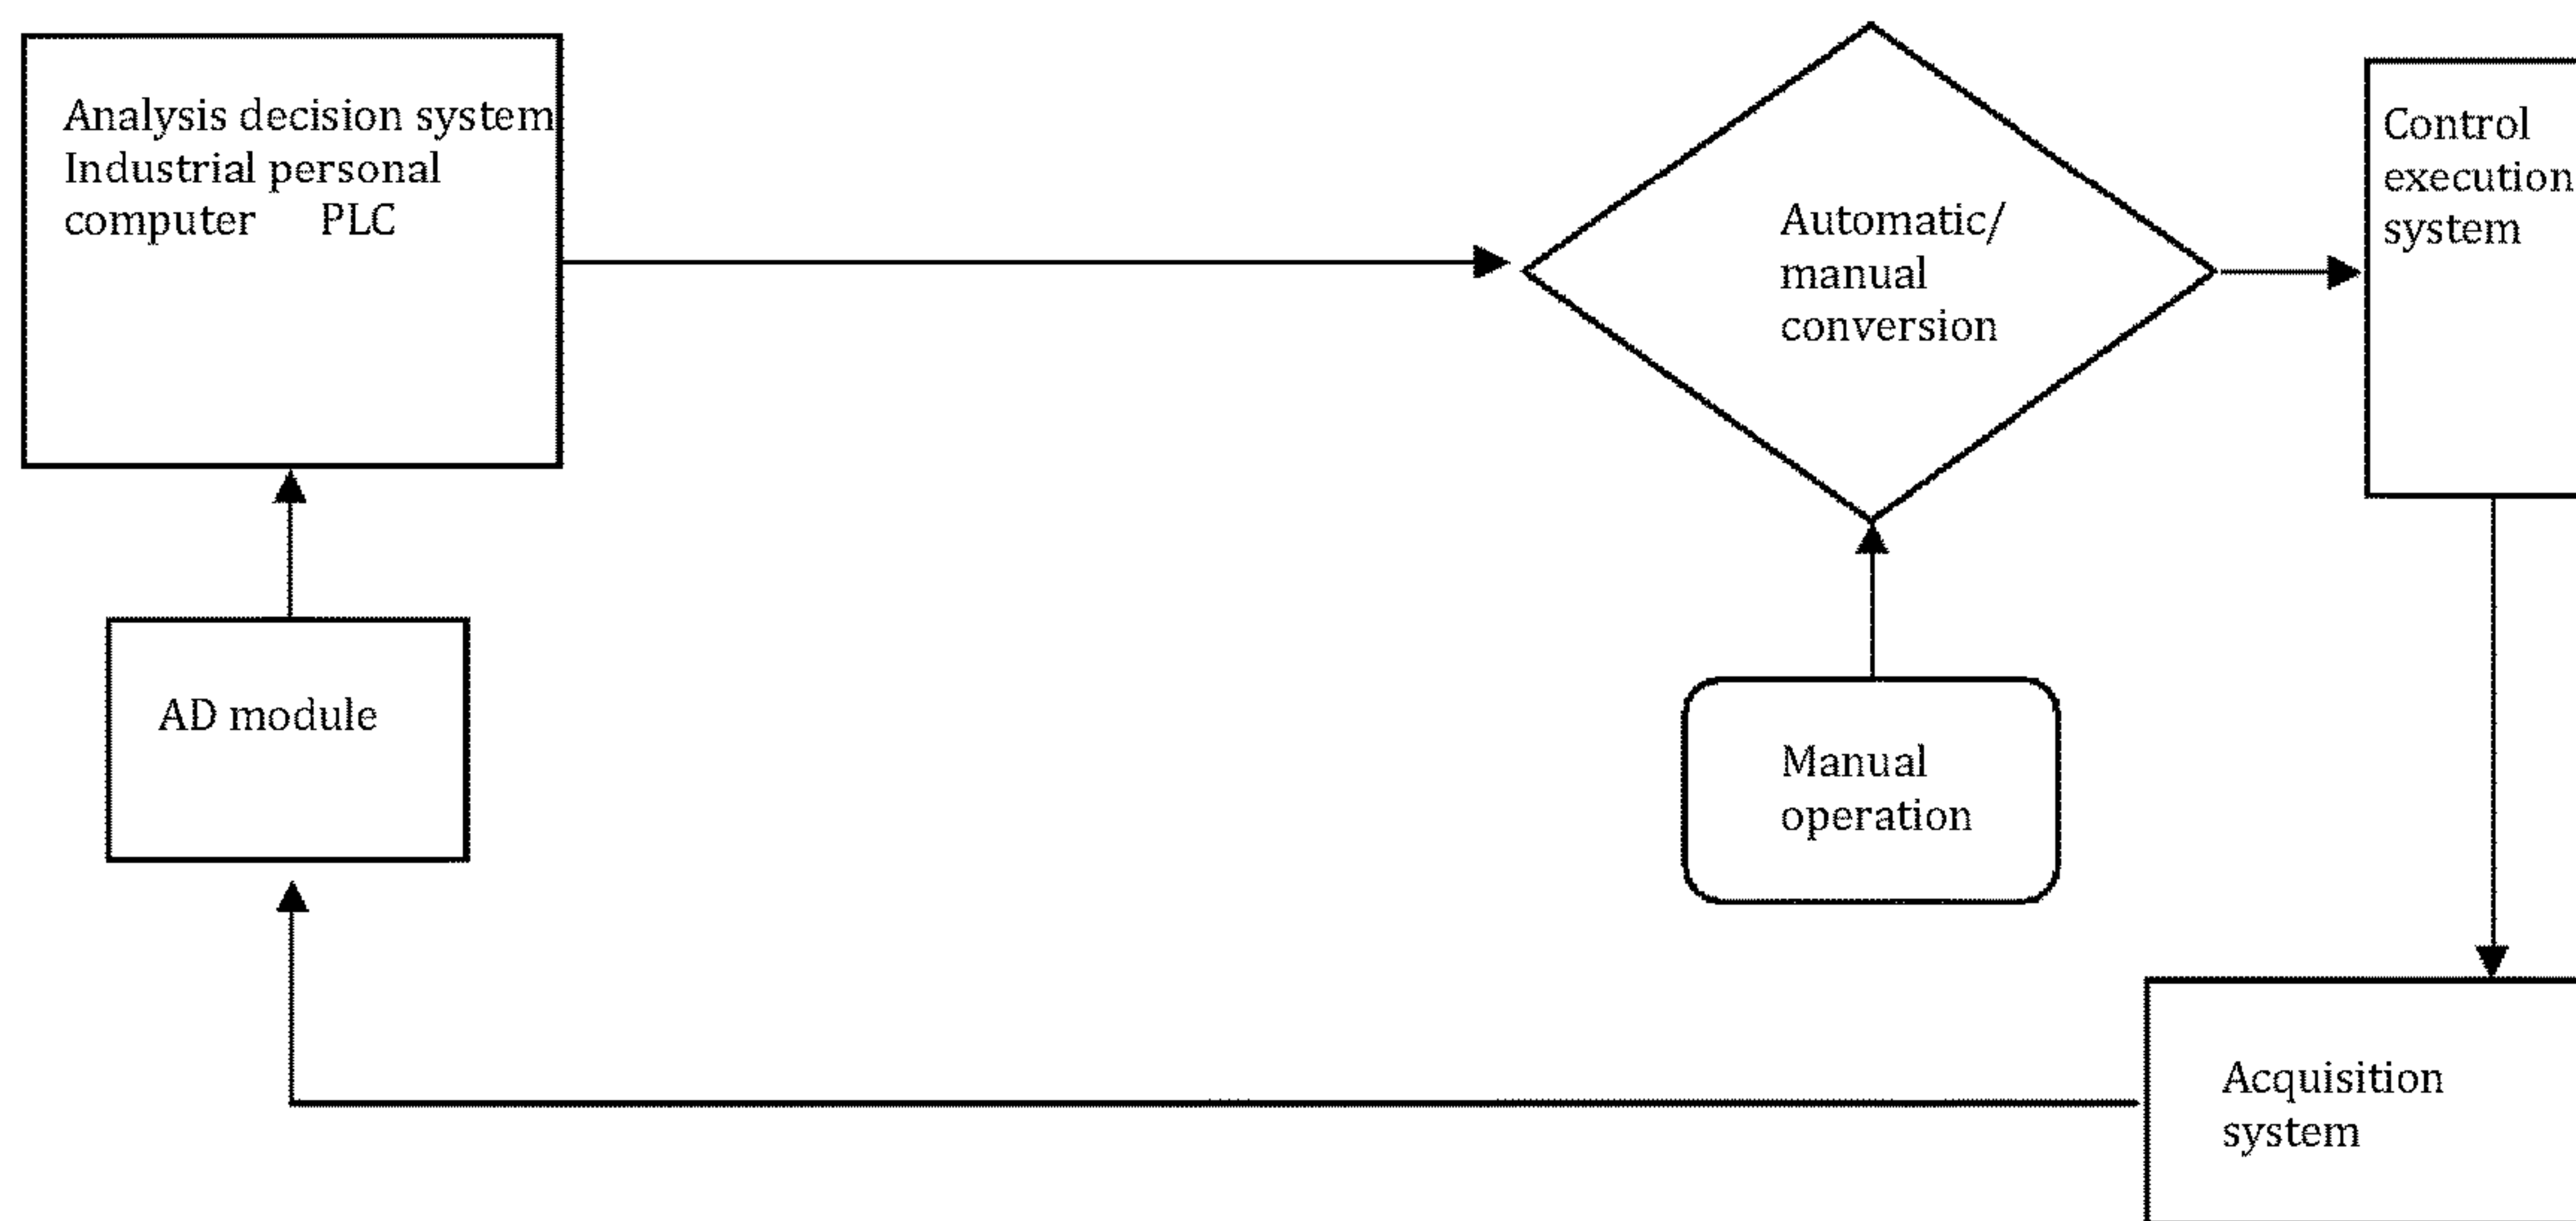 Analysis decision system
Industrial personal
computer PLC
Automatic/
manual
conversion
Control
execution
system
AD module
Manual
operation
Acquisition
system